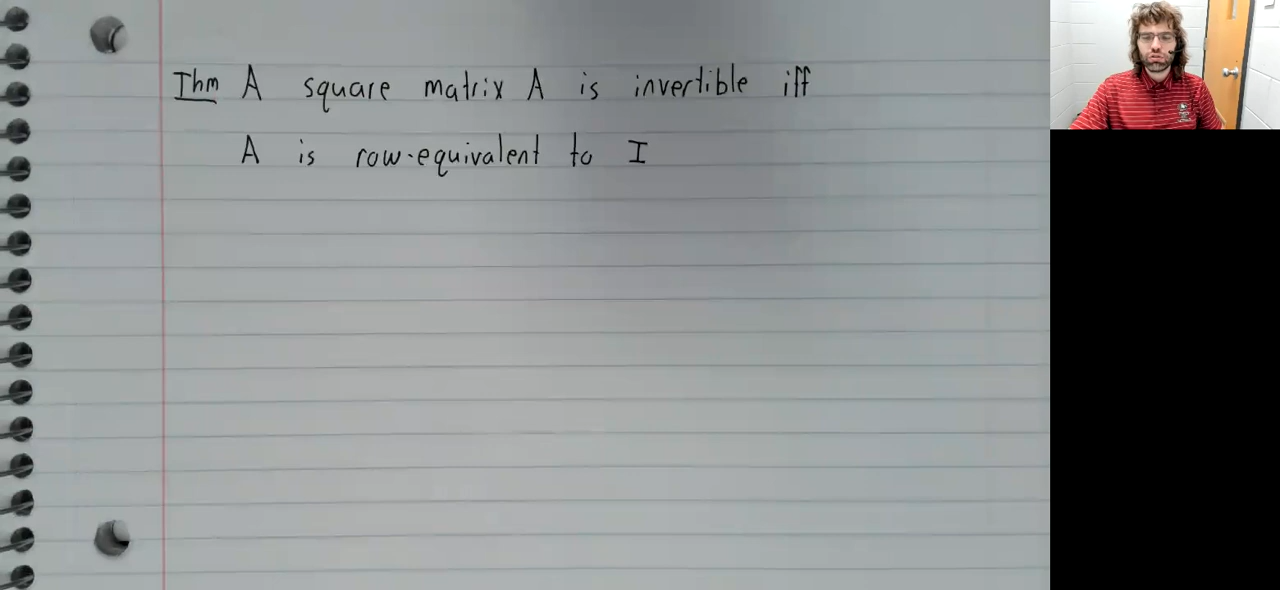 Thm A square matrix A is invertible iff
A is row-equivalent to I